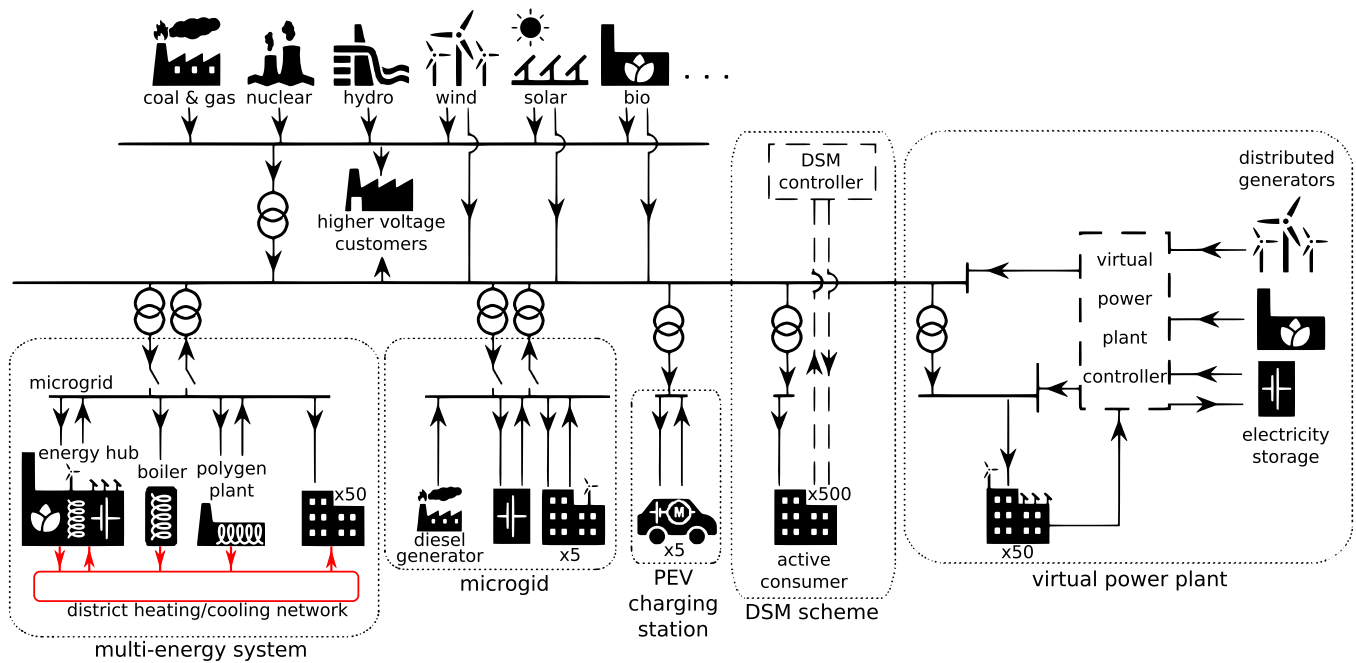 coal & gas
nuclear
hydro
wind
solar
bio
. . .
higher voltage
customers
DSM
controller
distributed
generators
virtual
power
plant
controller
electricity
storage
microgrid
energy hub
boiler
polygen
plant
x50
district heating/cooling network
multi-energy system
diesel
generator
x5
microgid
M
x5
PEV
charging
station
x500
active
consumer
DSM scheme
x50
virtual power plant